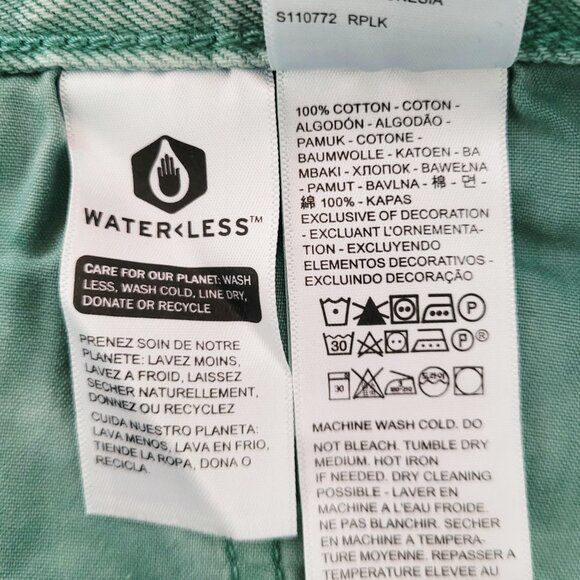 S110772 RPLK
WATER<LESS™
CARE FOR OUR PLANET: WASH
LESS, WASH COLD, LINE DRY,
DONATE OR RECYCLE
PRENEZ SOIN DE NOTRE
PLANETE: LAVEZ MOINS,
LAVEZ A FROID, LAISSEZ
SECHER NATURELLEMENT,
DONNEZ OU RECYCLEZ
CUIDA NUESTRO PLANETA:
LAVA MENOS, LAVA EN FRIO,
TIENDE LA ROPA, DONA O
RECICLA.
100% COTTON - COTON -
ALGODÓN - ALGODÃO -
PAMUK - COTONE -
BAUMWOLLE - KATOEN - BA
MBAKI - ХЛОПОК - BAWEŁNA
- PAMUT - BAVLNA - 棉 - 면 -
綿 100% - KAPAS
EXCLUSIVE OF DECORATION
- EXCLUANT L'ORNEMENTA-
TION - EXCLUYENDO
ELEMENTOS DECORATIVOS -
EXCLUINDO DECORAÇÃO
P
30 P®
30
MACHINE WASH COLD. DO
NOT BLEACH. TUMBLE DRY
MEDIUM. HOT IRON
IF NEEDED. DRY CLEANING
POSSIBLE - LAVER EN
MACHINE A L'EAU FROIDE.
NE PAS BLANCHIR. SECHER
EN MACHINE A TEMPERA-
TURE MOYENNE. REPASSER A
TEMPERATURE ELEVEE AU